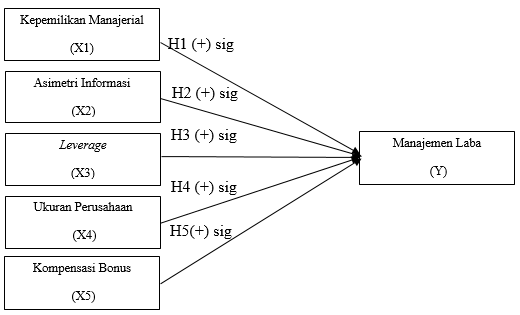 Kepemilikan Manajerial
(X1)
H1 (+) sig
Asimetri Informasi
(X2)
H2 (+) sig
Leverage
(X3)
H3 (+) sig
Manajemen Laba
(Y)
Ukuran Perusahaan
(X4)
H4 (+) sig
Kompensasi Bonus
(X5)
H5(+) sig